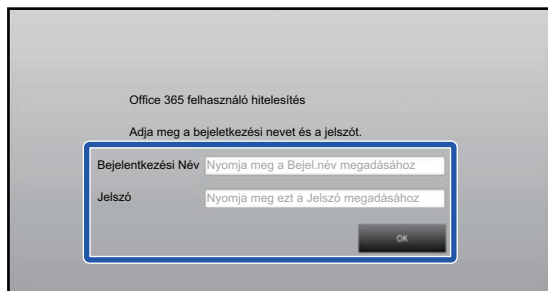 Office 365 felhasználó hitelesítés
Adja meg a bejeletkezési nevet és a jelszót.
Bejelentkezési Név Nyomja meg a Bejel.név megadásához
Jelszó Nyomja meg ezt a Jelszó megadásához
OK